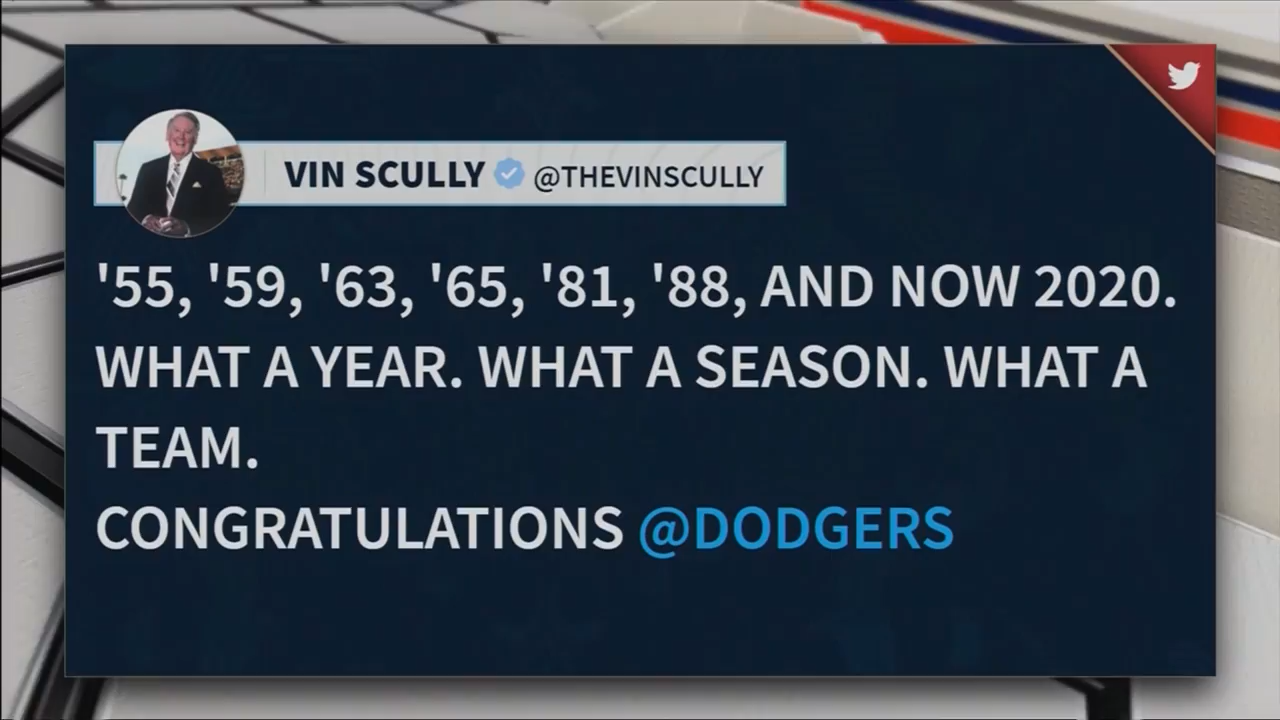 VIN SCULLY @THEVINSCULLY
'55, '59, '63, '65, '81, '88, AND NOW 2020.
WHAT A YEAR. WHAT A SEASON. WHAT A
TEAM.
CONGRATULATIONS @DODGERS